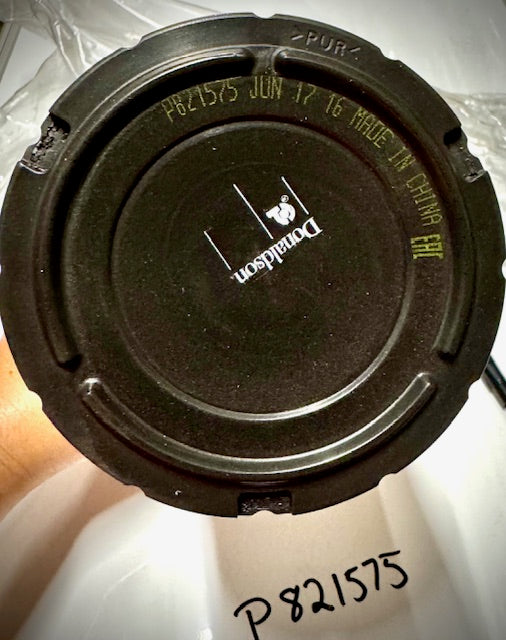 >PUR<
P821575 JUN 17 16 MADE IN CHINA EAC
Donaldson.
P821575